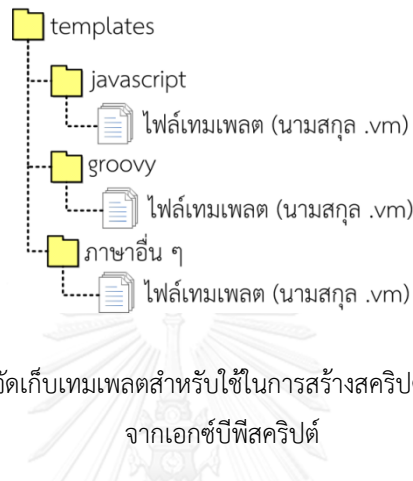 templates
javascript
ไฟล์เทมเพลต (นามสกุล .vm)
groovy
ไฟล์เทมเพลต (นามสกุล .vm)
ภาษาอื่น ๆ
ไฟล์เทมเพลต (นามสกุล .vm)
จัดเก็บเทมเพลตสำหรับใช้ในการสร้างสคริปต์
จากเอกซ์บีพีสคริปต์